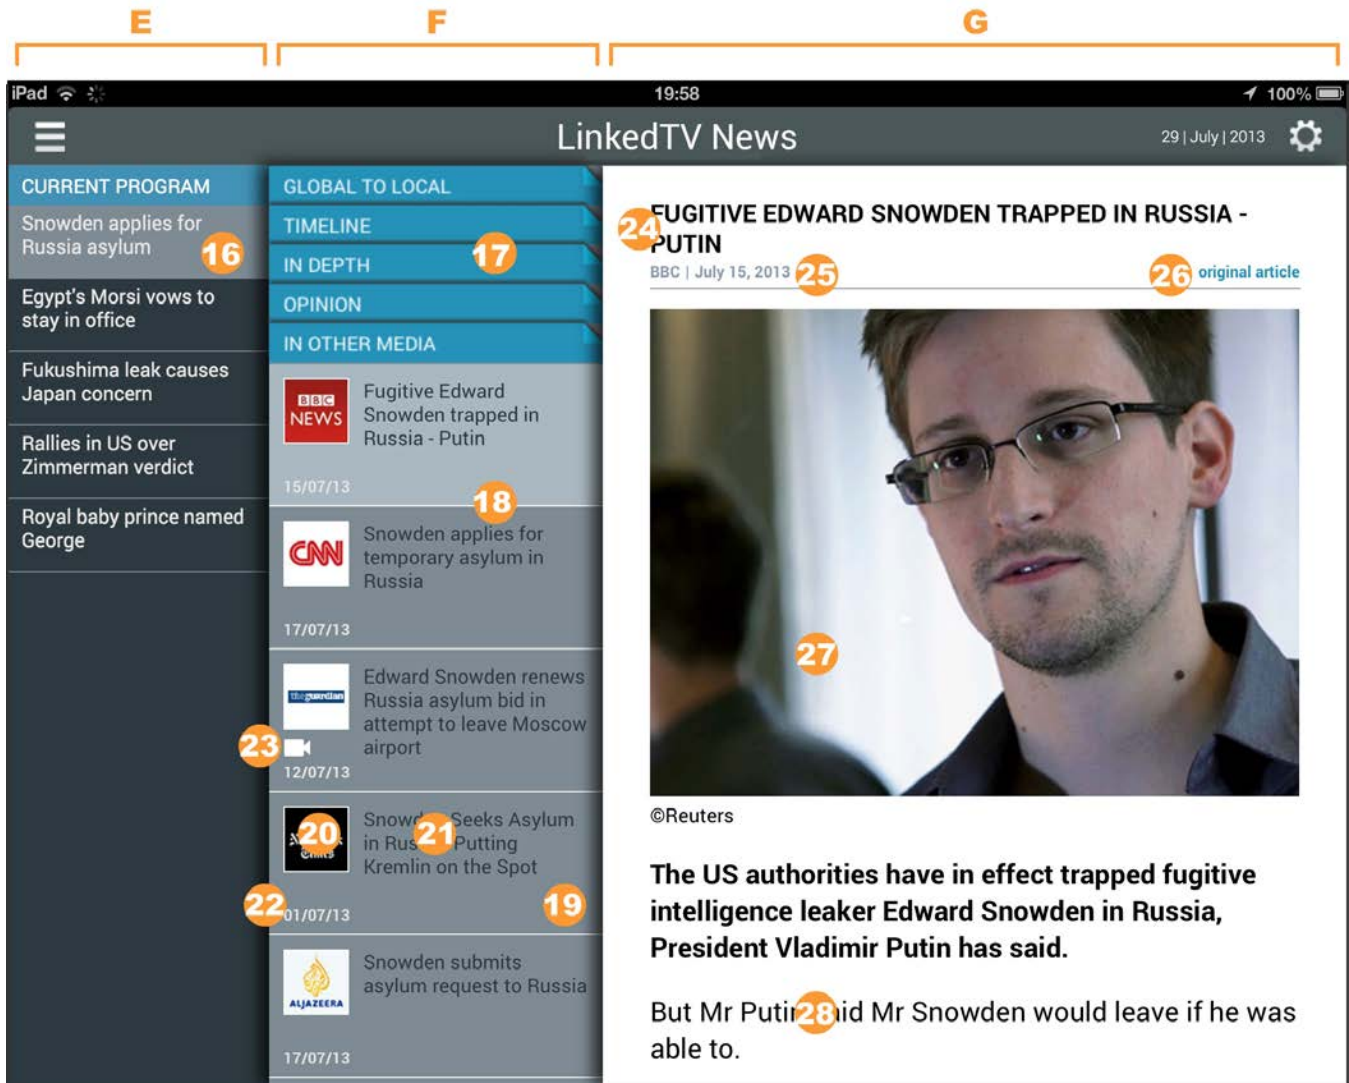 E
F
G
iPad
19:58
100%
LinkedTV News
29 | July | 2013
CURRENT PROGRAM
Snowden applies for
Russia asylum
16
Egypt's Morsi vows to
stay in office
Fukushima leak causes
Japan concern
Rallies in US over
Zimmerman verdict
Royal baby prince named
George
GLOBAL TO LOCAL
TIMELINE
17
IN DEPTH
OPINION
IN OTHER MEDIA
BBC
NEWS
Fugitive Edward
Snowden trapped in
Russia - Putin
15/07/13
18
CNN
Snowden applies for
temporary asylum in
Russia
17/07/13
theguardian
Edward Snowden renews
Russia asylum bid in
attempt to leave Moscow
airport
23
12/07/13
20
Times
21
Seeks Asylum
in Putting
Kremlin on the Spot
22
01/07/13
19
ALJAZEERA
Snowden submits
asylum request to Russia
17/07/13
24
FUGITIVE EDWARD SNOWDEN TRAPPED IN RUSSIA -
PUTIN
BBC | July 15, 2013
25
26
original article
27
©Reuters
The US authorities have in effect trapped fugitive
intelligence leaker Edward Snowden in Russia,
President Vladimir Putin has said.
But Mr Putin 28 Mr Snowden would leave if he was
able to.